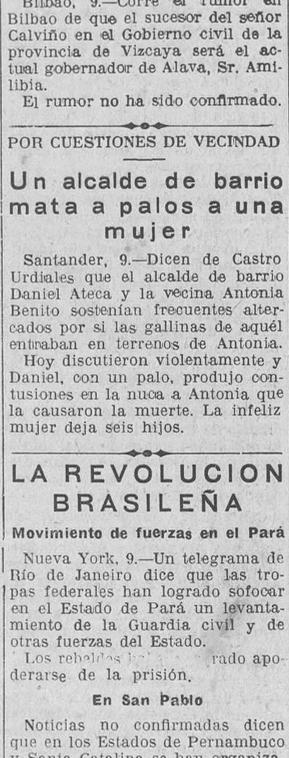 Bilbao, 9.—Corre el rumor en
Bilbao de que el sucesor del señor
Calviño en el Gobierno civil de la
provincia de Vizcaya será el ac-
tual gobernador de Alava, Sr. Ami-
libia.
El rumor no ha sido confirmado.
POR CUESTIONES DE VECINDAD
Un alcalde de barrio
mata a palos a una
mujer
Santander, 9.—Dicen de Castro
Urdiales que el alcalde de barrio
Daniel Ateca y la vecina Antonia
Benito sostenían frecuentes alter-
cados por si las gallinas de aquél
entraban en terrenos de Antonia.
Hoy discutieron violentamente y
Daniel, con un palo, produjo con-
tusiones en la nuca a Antonia que
la causaron la muerte. La infeliz
mujer deja seis hijos.
LA REVOLUCION
BRASILEÑA
Movimiento de fuerzas en el Pará
Nueva York, 9.—Un telegrama de
Río de Janeiro dice que las tro-
pas federales han logrado sofocar
en el Estado de Pará un levanta-
miento de la Guardia civil y de
otras fuerzas del Estado.
Los rebeldes rado apo-
derarse de la prisión.
En San Pablo
Noticias no confirmadas dicen
que en los Estados de Pernambuco
y Santa Catalina se han